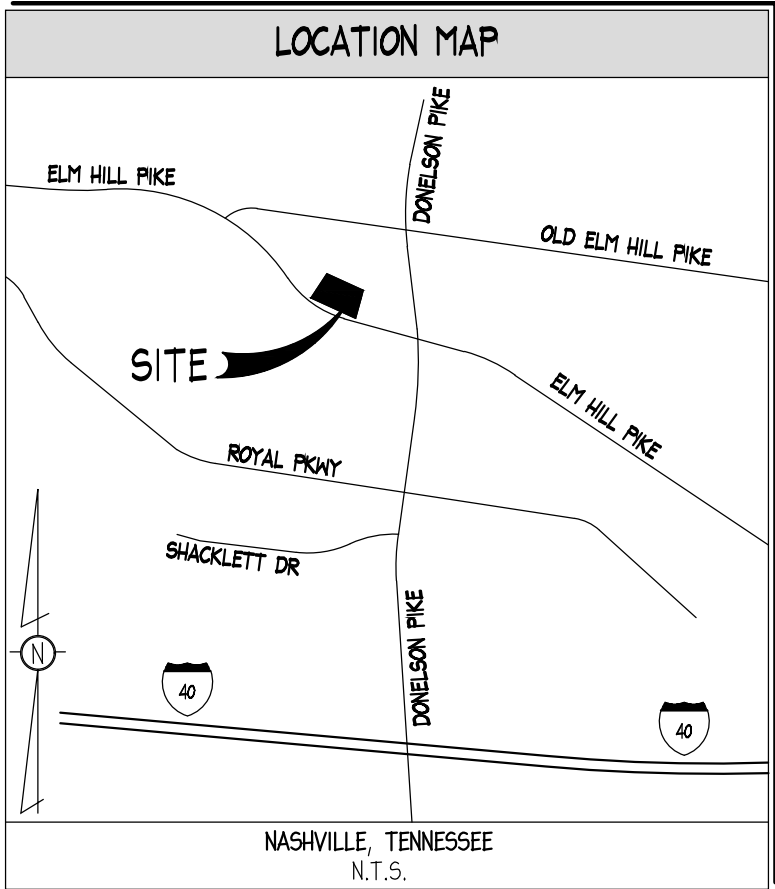 LOCATION MAP
DONELSON PIKE
ELM HILL PIKE
OLD ELM HILL PIKE
SITE
ELM HILL PIKE
ROYAL PKWY
SHACKLETT DR
DONELSON PIKE
N
40
40
NASHVILLE, TENNESSEE
N.T.S.